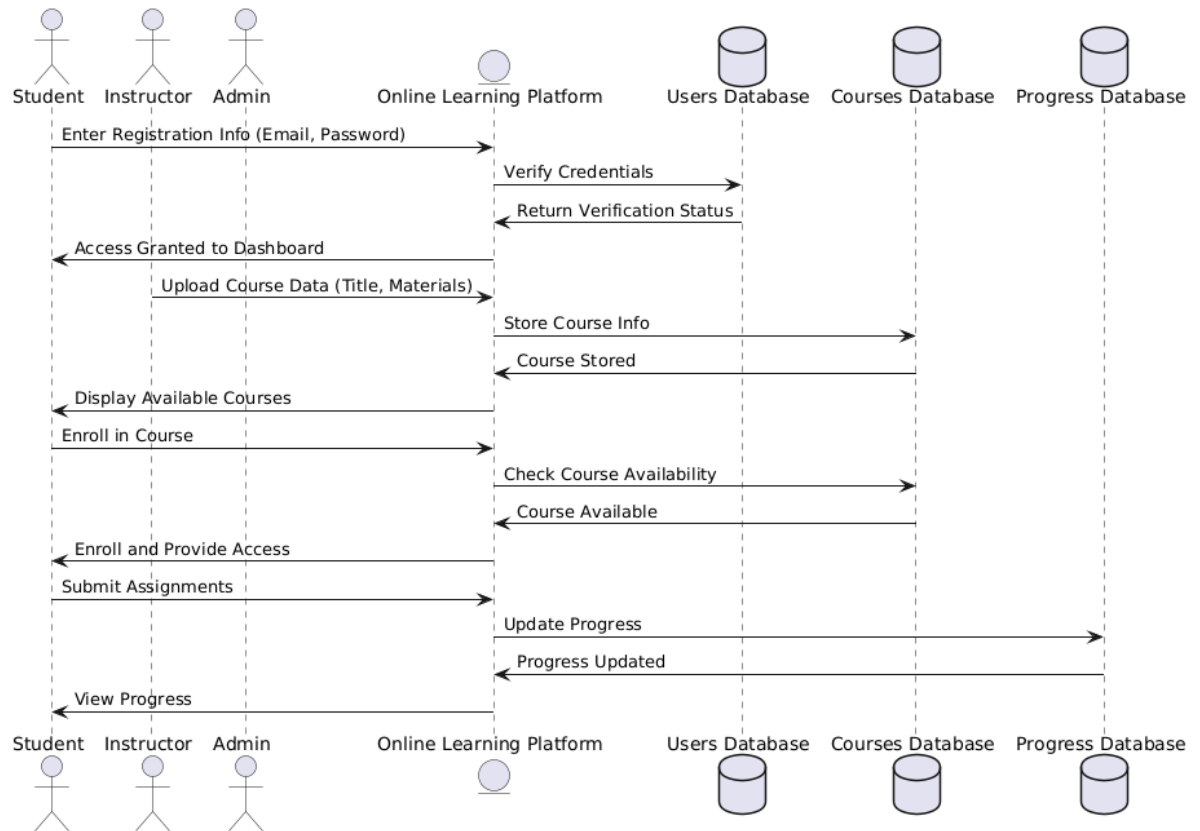 Student Instructor Admin Online Learning Platform Users Database Courses Database Progress Database
Enter Registration Info (Email, Password)
Verify Credentials
Return Verification Status
Access Granted to Dashboard
Upload Course Data (Title, Materials)
Store Course Info
Course Stored
Display Available Courses
Enroll in Course
Check Course Availability
Course Available
Enroll and Provide Access
Submit Assignments
Update Progress
Progress Updated
View Progress
Student Instructor Admin Online Learning Platform Users Database Courses Database Progress Database